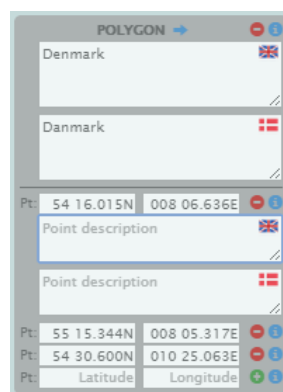 POLYGON
Denmark
Danmark
Pt: 54 16.015N 008 06.636E
Point description
Point description
Pt: 55 15.344N 008 05.317E
Pt: 54 30.600N 010 25.063E
Pt: Latitude Longitude